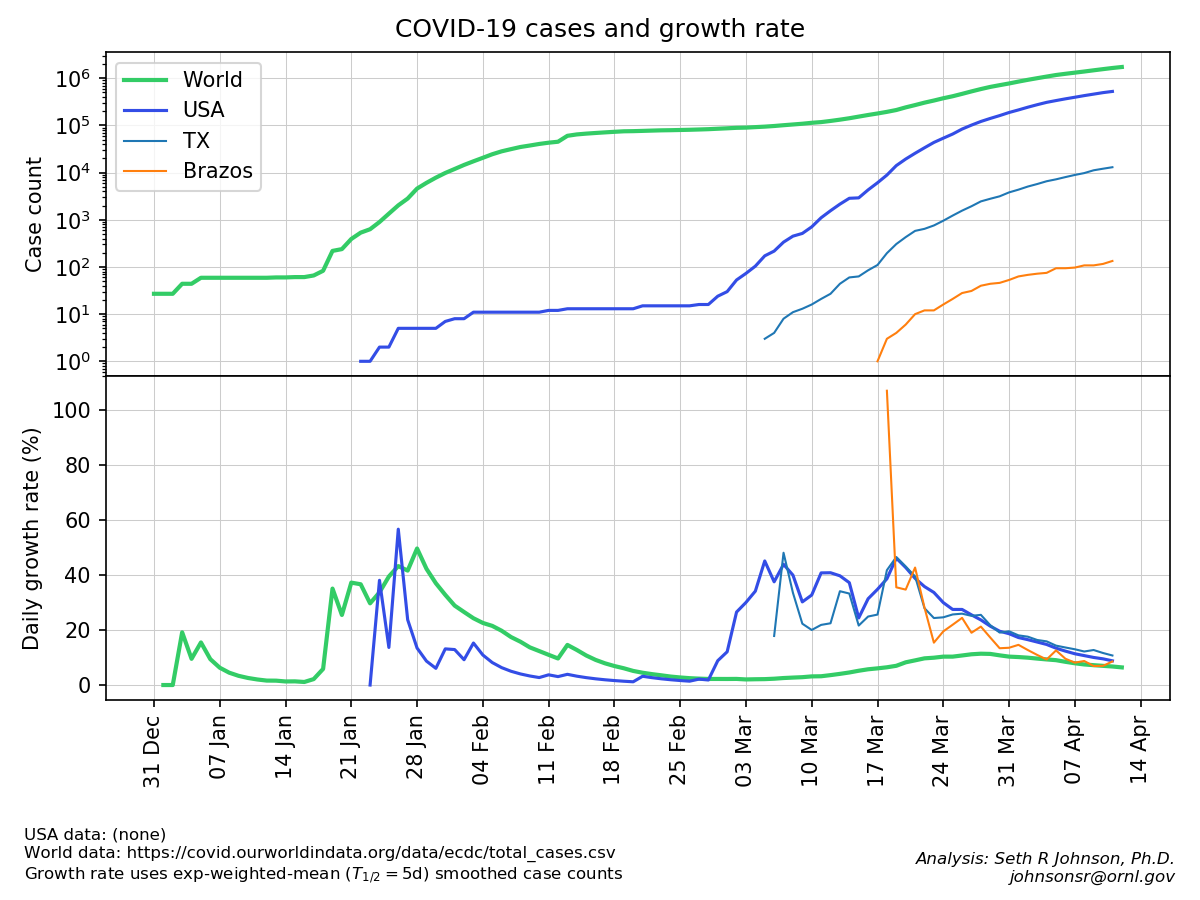 COVID-19 cases and growth rate
World
USA
TX
Brazos
Case count
10⁶
10⁵
10⁴
10³
10²
10¹
10⁰
Daily growth rate (%)
100
80
60
40
20
0
31 Dec
07 Jan
14 Jan
21 Jan
28 Jan
04 Feb
11 Feb
18 Feb
25 Feb
03 Mar
10 Mar
17 Mar
24 Mar
31 Mar
07 Apr
14 Apr
USA data: (none)
World data: https://covid.ourworldindata.org/data/ecdc/total_cases.csv
Growth rate uses exp-weighted-mean (T₁/₂ = 5d) smoothed case counts
Analysis: Seth R Johnson, Ph.D.
johnsonsr@ornl.gov